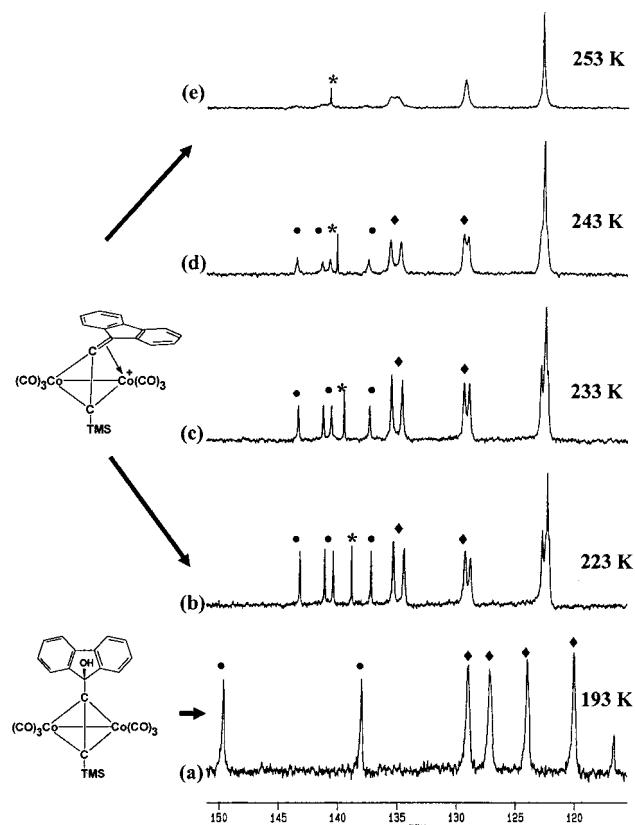 253 K
*
(e)
243 K
• • * ♦ • ♦
(d)
C
(CO)₃Co Co(CO)₃
+
C
TMS
233 K
• • * • ♦ ♦
(c)
223 K
• • * • ♦ ♦
(b)
OH
C
(CO)₃Co Co(CO)₃
C
TMS
193 K
• • ♦ ♦ ♦ ♦
(a)
150 145 140 135 130 125 120